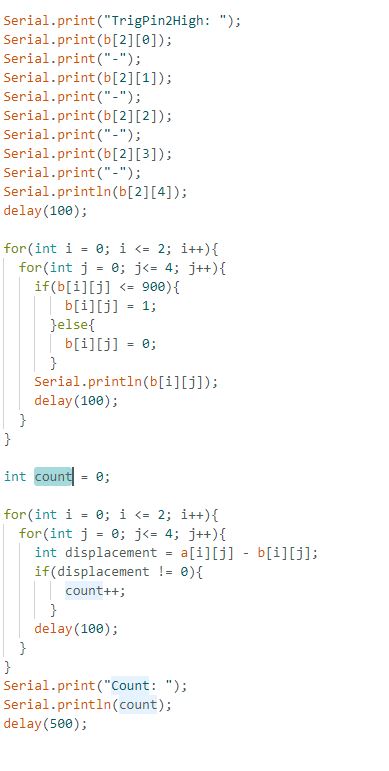 Serial.print("TrigPin2High: ");
Serial.print(b[2][0]);
Serial.print("-");
Serial.print(b[2][1]);
Serial.print("-");
Serial.print(b[2][2]);
Serial.print("-");
Serial.print(b[2][3]);
Serial.print("-");
Serial.println(b[2][4]);
delay(100);

for(int i = 0; i <= 2; i++){
  for(int j = 0; j<= 4; j++){
    if(b[i][j] <= 900){
        b[i][j] = 1;
      }else{
        b[i][j] = 0;
      }
    Serial.println(b[i][j]);
    delay(100);
  }
}

int count = 0;

for(int i = 0; i <= 2; i++){
  for(int j = 0; j<= 4; j++){
    int displacement = a[i][j] - b[i][j];
    if(displacement != 0){
        count++;
      }
    delay(100);
  }
}
Serial.print("Count: ");
Serial.println(count);
delay(500);